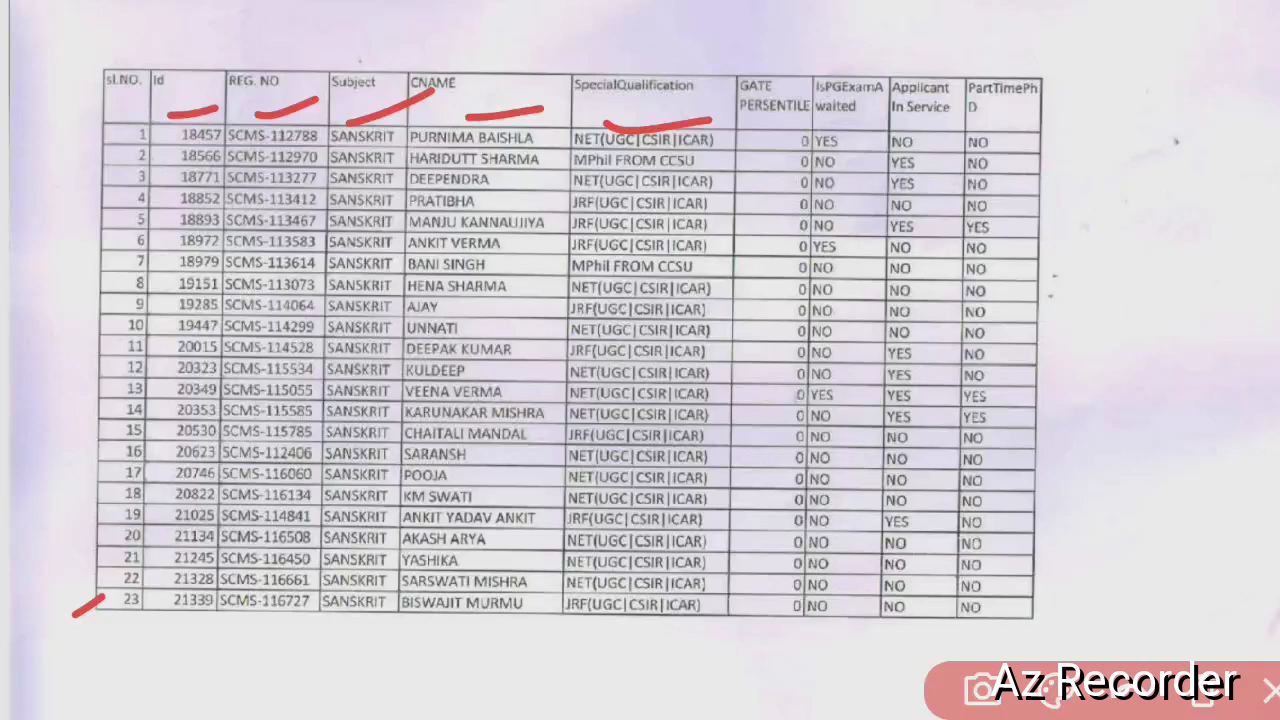 sl.NO. Id REG. NO Subject CNAME SpecialQualification GATE PERSENTILE IsPGExamAwaited Applicant In Service PartTimePhD
1 18457 SCMS-112788 SANSKRIT PURNIMA BAISHLA NET(UGC|CSIR|ICAR) 0 YES NO NO
2 18566 SCMS-112970 SANSKRIT HARIDUTT SHARMA MPhil FROM CCSU 0 NO YES NO
3 18771 SCMS-113277 SANSKRIT DEEPENDRA NET(UGC|CSIR|ICAR) 0 NO YES NO
4 18852 SCMS-113412 SANSKRIT PRATIBHA JRF(UGC|CSIR|ICAR) 0 NO NO NO
5 18893 SCMS-113467 SANSKRIT MANJU KANNAUJIYA JRF(UGC|CSIR|ICAR) 0 NO YES YES
6 18972 SCMS-113583 SANSKRIT ANKIT VERMA JRF(UGC|CSIR|ICAR) 0 YES NO NO
7 18979 SCMS-113614 SANSKRIT BANI SINGH MPhil FROM CCSU 0 NO NO NO
8 19151 SCMS-113073 SANSKRIT HENA SHARMA NET(UGC|CSIR|ICAR) 0 NO NO NO
9 19285 SCMS-114064 SANSKRIT AJAY JRF(UGC|CSIR|ICAR) 0 NO NO NO
10 19447 SCMS-114299 SANSKRIT UNNATI NET(UGC|CSIR|ICAR) 0 NO NO NO
11 20015 SCMS-114528 SANSKRIT DEEPAK KUMAR JRF(UGC|CSIR|ICAR) 0 NO YES NO
12 20323 SCMS-115534 SANSKRIT KULDEEP NET(UGC|CSIR|ICAR) 0 NO YES NO
13 20349 SCMS-115055 SANSKRIT VEENA VERMA NET(UGC|CSIR|ICAR) 0 YES YES YES
14 20353 SCMS-115585 SANSKRIT KARUNAKAR MISHRA NET(UGC|CSIR|ICAR) 0 NO YES YES
15 20530 SCMS-115785 SANSKRIT CHAITALI MANDAL JRF(UGC|CSIR|ICAR) 0 NO NO NO
16 20623 SCMS-112406 SANSKRIT SARANSH NET(UGC|CSIR|ICAR) 0 NO NO NO
17 20746 SCMS-116060 SANSKRIT POOJA NET(UGC|CSIR|ICAR) 0 NO NO NO
18 20822 SCMS-116134 SANSKRIT KM SWATI NET(UGC|CSIR|ICAR) 0 NO NO NO
19 21025 SCMS-114841 SANSKRIT ANKIT YADAV ANKIT JRF(UGC|CSIR|ICAR) 0 NO YES NO
20 21134 SCMS-116508 SANSKRIT AKASH ARYA NET(UGC|CSIR|ICAR) 0 NO NO NO
21 21245 SCMS-116450 SANSKRIT YASHIKA NET(UGC|CSIR|ICAR) 0 NO NO NO
22 21328 SCMS-116661 SANSKRIT SARSWATI MISHRA NET(UGC|CSIR|ICAR) 0 NO NO NO
23 21339 SCMS-116727 SANSKRIT BISWAJIT MURMU JRF(UGC|CSIR|ICAR) 0 NO NO NO
Az Recorder